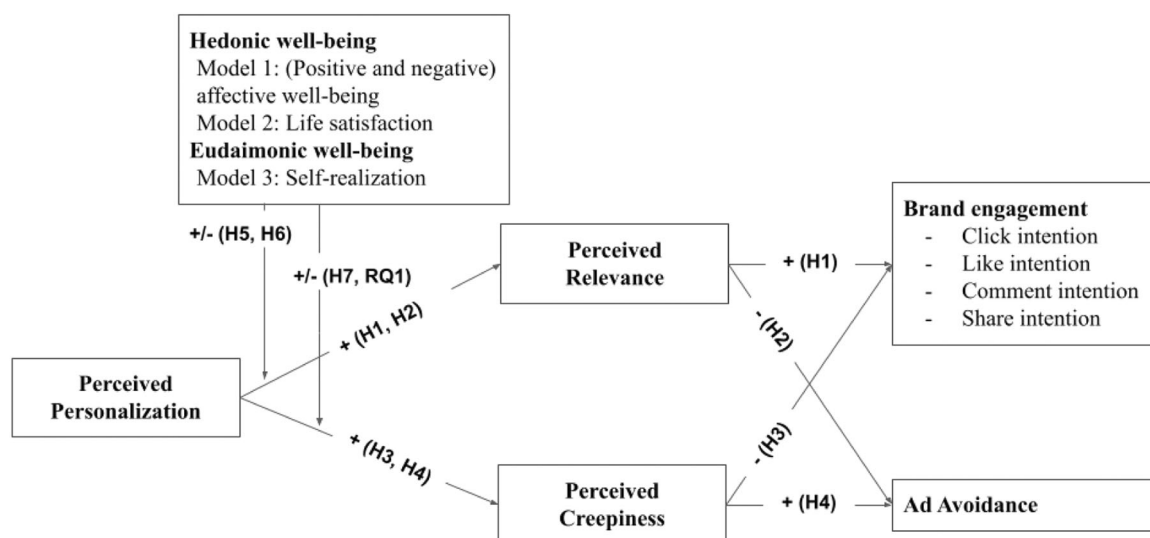 Hedonic well-being
Model 1: (Positive and negative)
affective well-being
Model 2: Life satisfaction
Eudaimonic well-being
Model 3: Self-realization
+/- (H5, H6)
+/- (H7, RQ1)
+ (H1, H2)
+ (H3, H4)
Perceived
Personalization
Perceived
Relevance
Perceived
Creepiness
+ (H1)
- (H2)
- (H3)
+ (H4)
Brand engagement
- Click intention
- Like intention
- Comment intention
- Share intention
Ad Avoidance